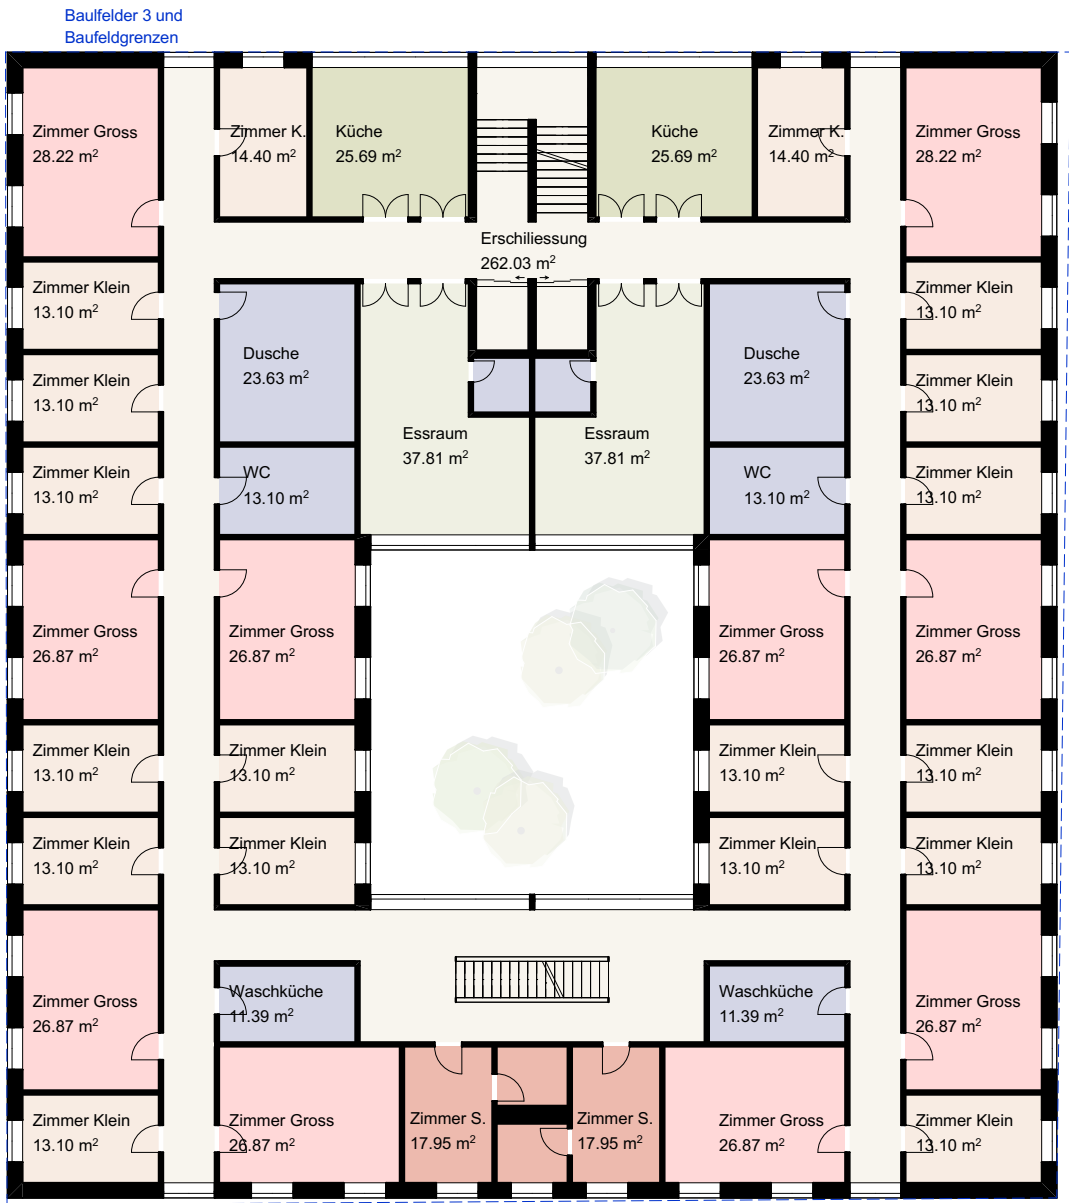 Baulfelder 3 und
Baufeldgrenzen
Zimmer Gross
28.22 m²
Zimmer K.
14.40 m²
Küche
25.69 m²
Küche
25.69 m²
Zimmer K.
14.40 m²
Zimmer Gross
28.22 m²
Erschiliessung
262.03 m²
Zimmer Klein
13.10 m²
Zimmer Klein
13.10 m²
Dusche
23.63 m²
Dusche
23.63 m²
Zimmer Klein
13.10 m²
Zimmer Klein
13.10 m²
Essraum
37.81 m²
Essraum
37.81 m²
Zimmer Klein
13.10 m²
WC
13.10 m²
WC
13.10 m²
Zimmer Klein
13.10 m²
Zimmer Gross
26.87 m²
Zimmer Gross
26.87 m²
Zimmer Gross
26.87 m²
Zimmer Gross
26.87 m²
Zimmer Klein
13.10 m²
Zimmer Klein
13.10 m²
Zimmer Klein
13.10 m²
Zimmer Klein
13.10 m²
Zimmer Klein
13.10 m²
Zimmer Klein
13.10 m²
Zimmer Klein
13.10 m²
Zimmer Klein
13.10 m²
Zimmer Gross
26.87 m²
Waschküche
11.39 m²
Waschküche
11.39 m²
Zimmer Gross
26.87 m²
Zimmer Klein
13.10 m²
Zimmer Gross
26.87 m²
Zimmer S.
17.95 m²
Zimmer S.
17.95 m²
Zimmer Gross
26.87 m²
Zimmer Klein
13.10 m²